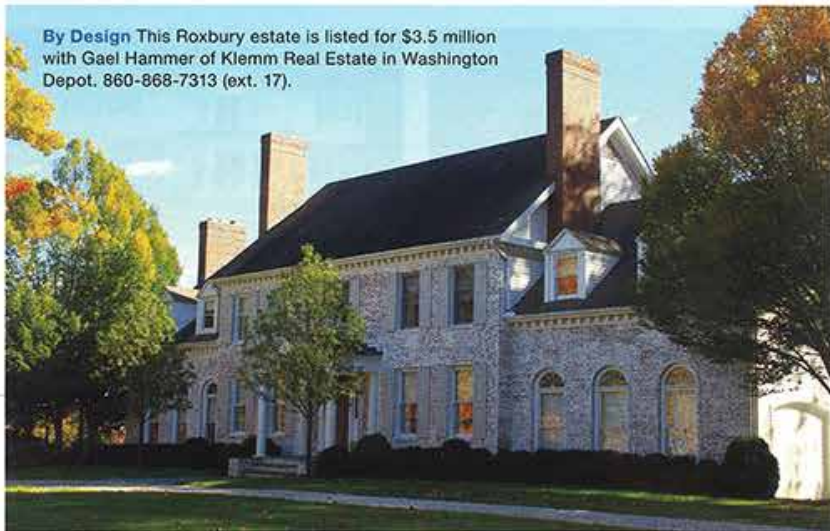 By Design This Roxbury estate is listed for $3.5 million
with Gael Hammer of Klemm Real Estate in Washington
Depot. 860-868-7313 (ext. 17).